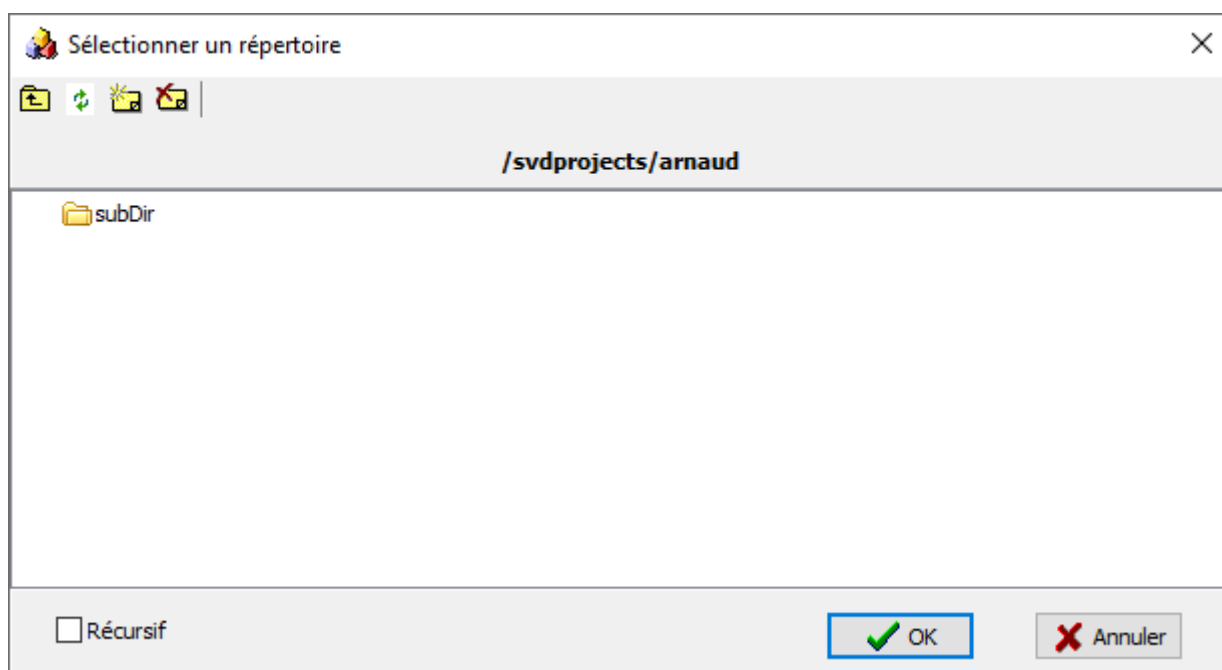 Sélectionner un répertoire
/svdprojects/arnaud
subDir
Récursif
OK
Annuler